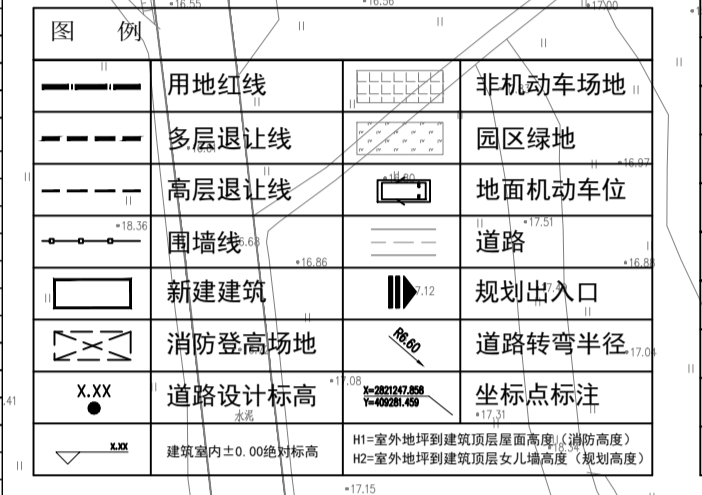 16.55
16.56
17.00
图 例
用地红线 非机动车场地
多层退让线 园区绿地
16.97
高层退让线 地面机动车位
18.36
17.51
围墙线 道路
16.86
16.88
新建建筑 规划出入口
消防登高场地 R6.60 道路转弯半径
17.04
17.08
X.XX 道路设计标高 X=2821247.858 坐标点标注
Y=409281.459
.41
水泥
17.31
X.XX 建筑室内±0.00绝对标高 H1=室外地坪到建筑顶层屋面高度(消防高度)
H2=室外地坪到建筑顶层女儿墙高度(规划高度)
18.34
17.15